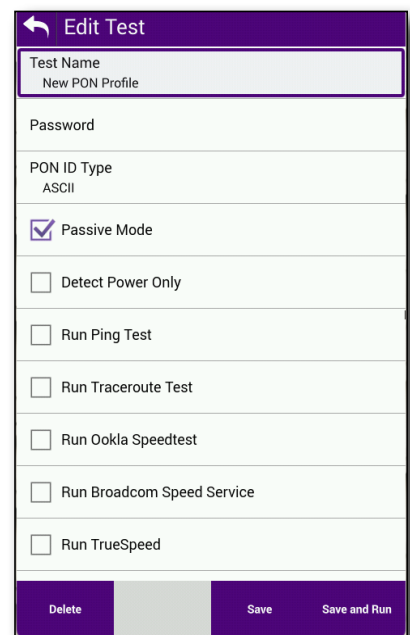 Edit Test
Test Name
New PON Profile
Password
PON ID Type
ASCII
Passive Mode
Detect Power Only
Run Ping Test
Run Traceroute Test
Run Ookla Speedtest
Run Broadcom Speed Service
Run TrueSpeed
Delete Save Save and Run